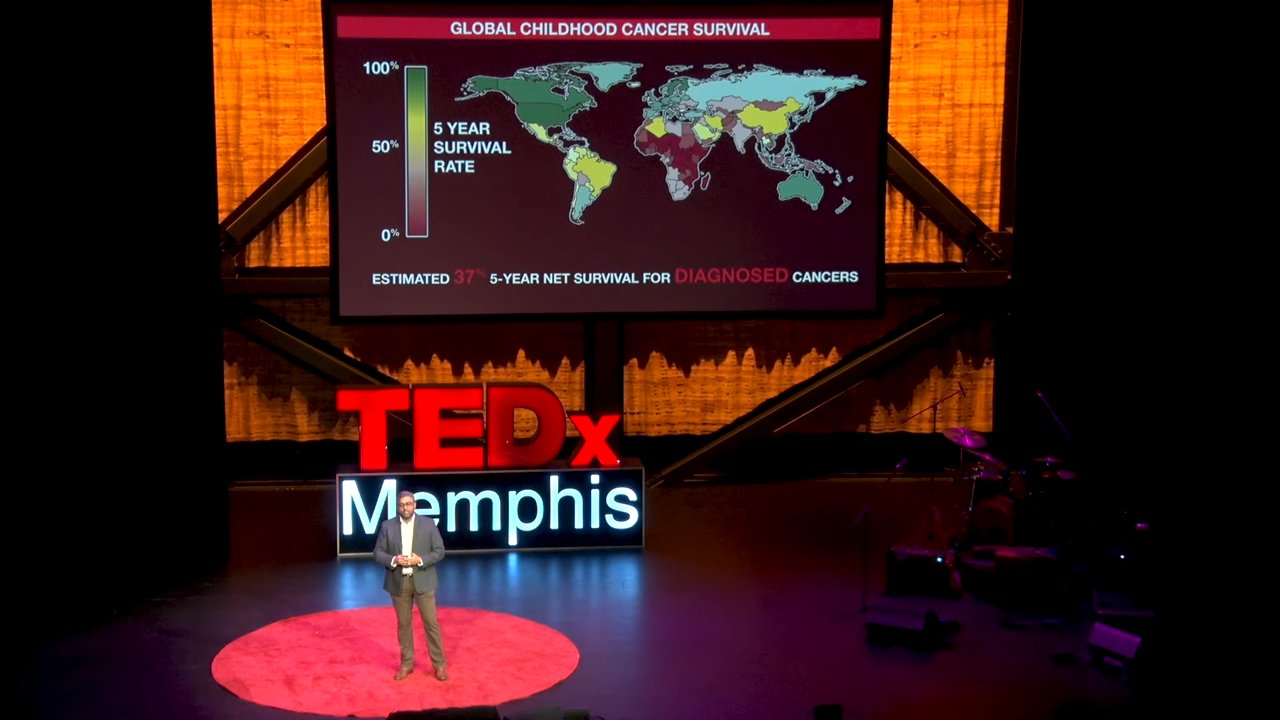 GLOBAL CHILDHOOD CANCER SURVIVAL
100%
5 YEAR
50% SURVIVAL
RATE
0%
ESTIMATED 37% 5-YEAR NET SURVIVAL FOR DIAGNOSED CANCERS
TEDx
Memphis